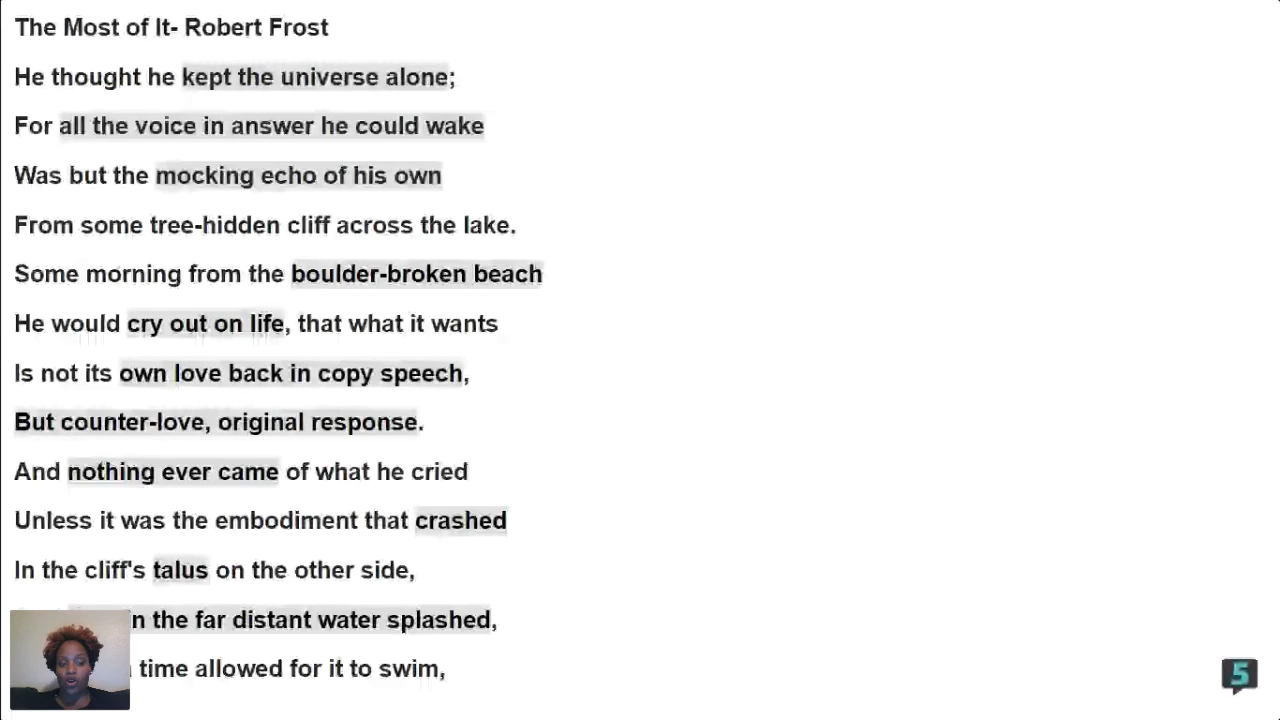 The Most of It- Robert Frost
He thought he kept the universe alone;
For all the voice in answer he could wake
Was but the mocking echo of his own
From some tree-hidden cliff across the lake.
Some morning from the boulder-broken beach
He would cry out on life, that what it wants
Is not its own love back in copy speech,
But counter-love, original response.
And nothing ever came of what he cried
Unless it was the embodiment that crashed
In the cliff's talus on the other side,
in the far distant water splashed,
time allowed for it to swim,
5